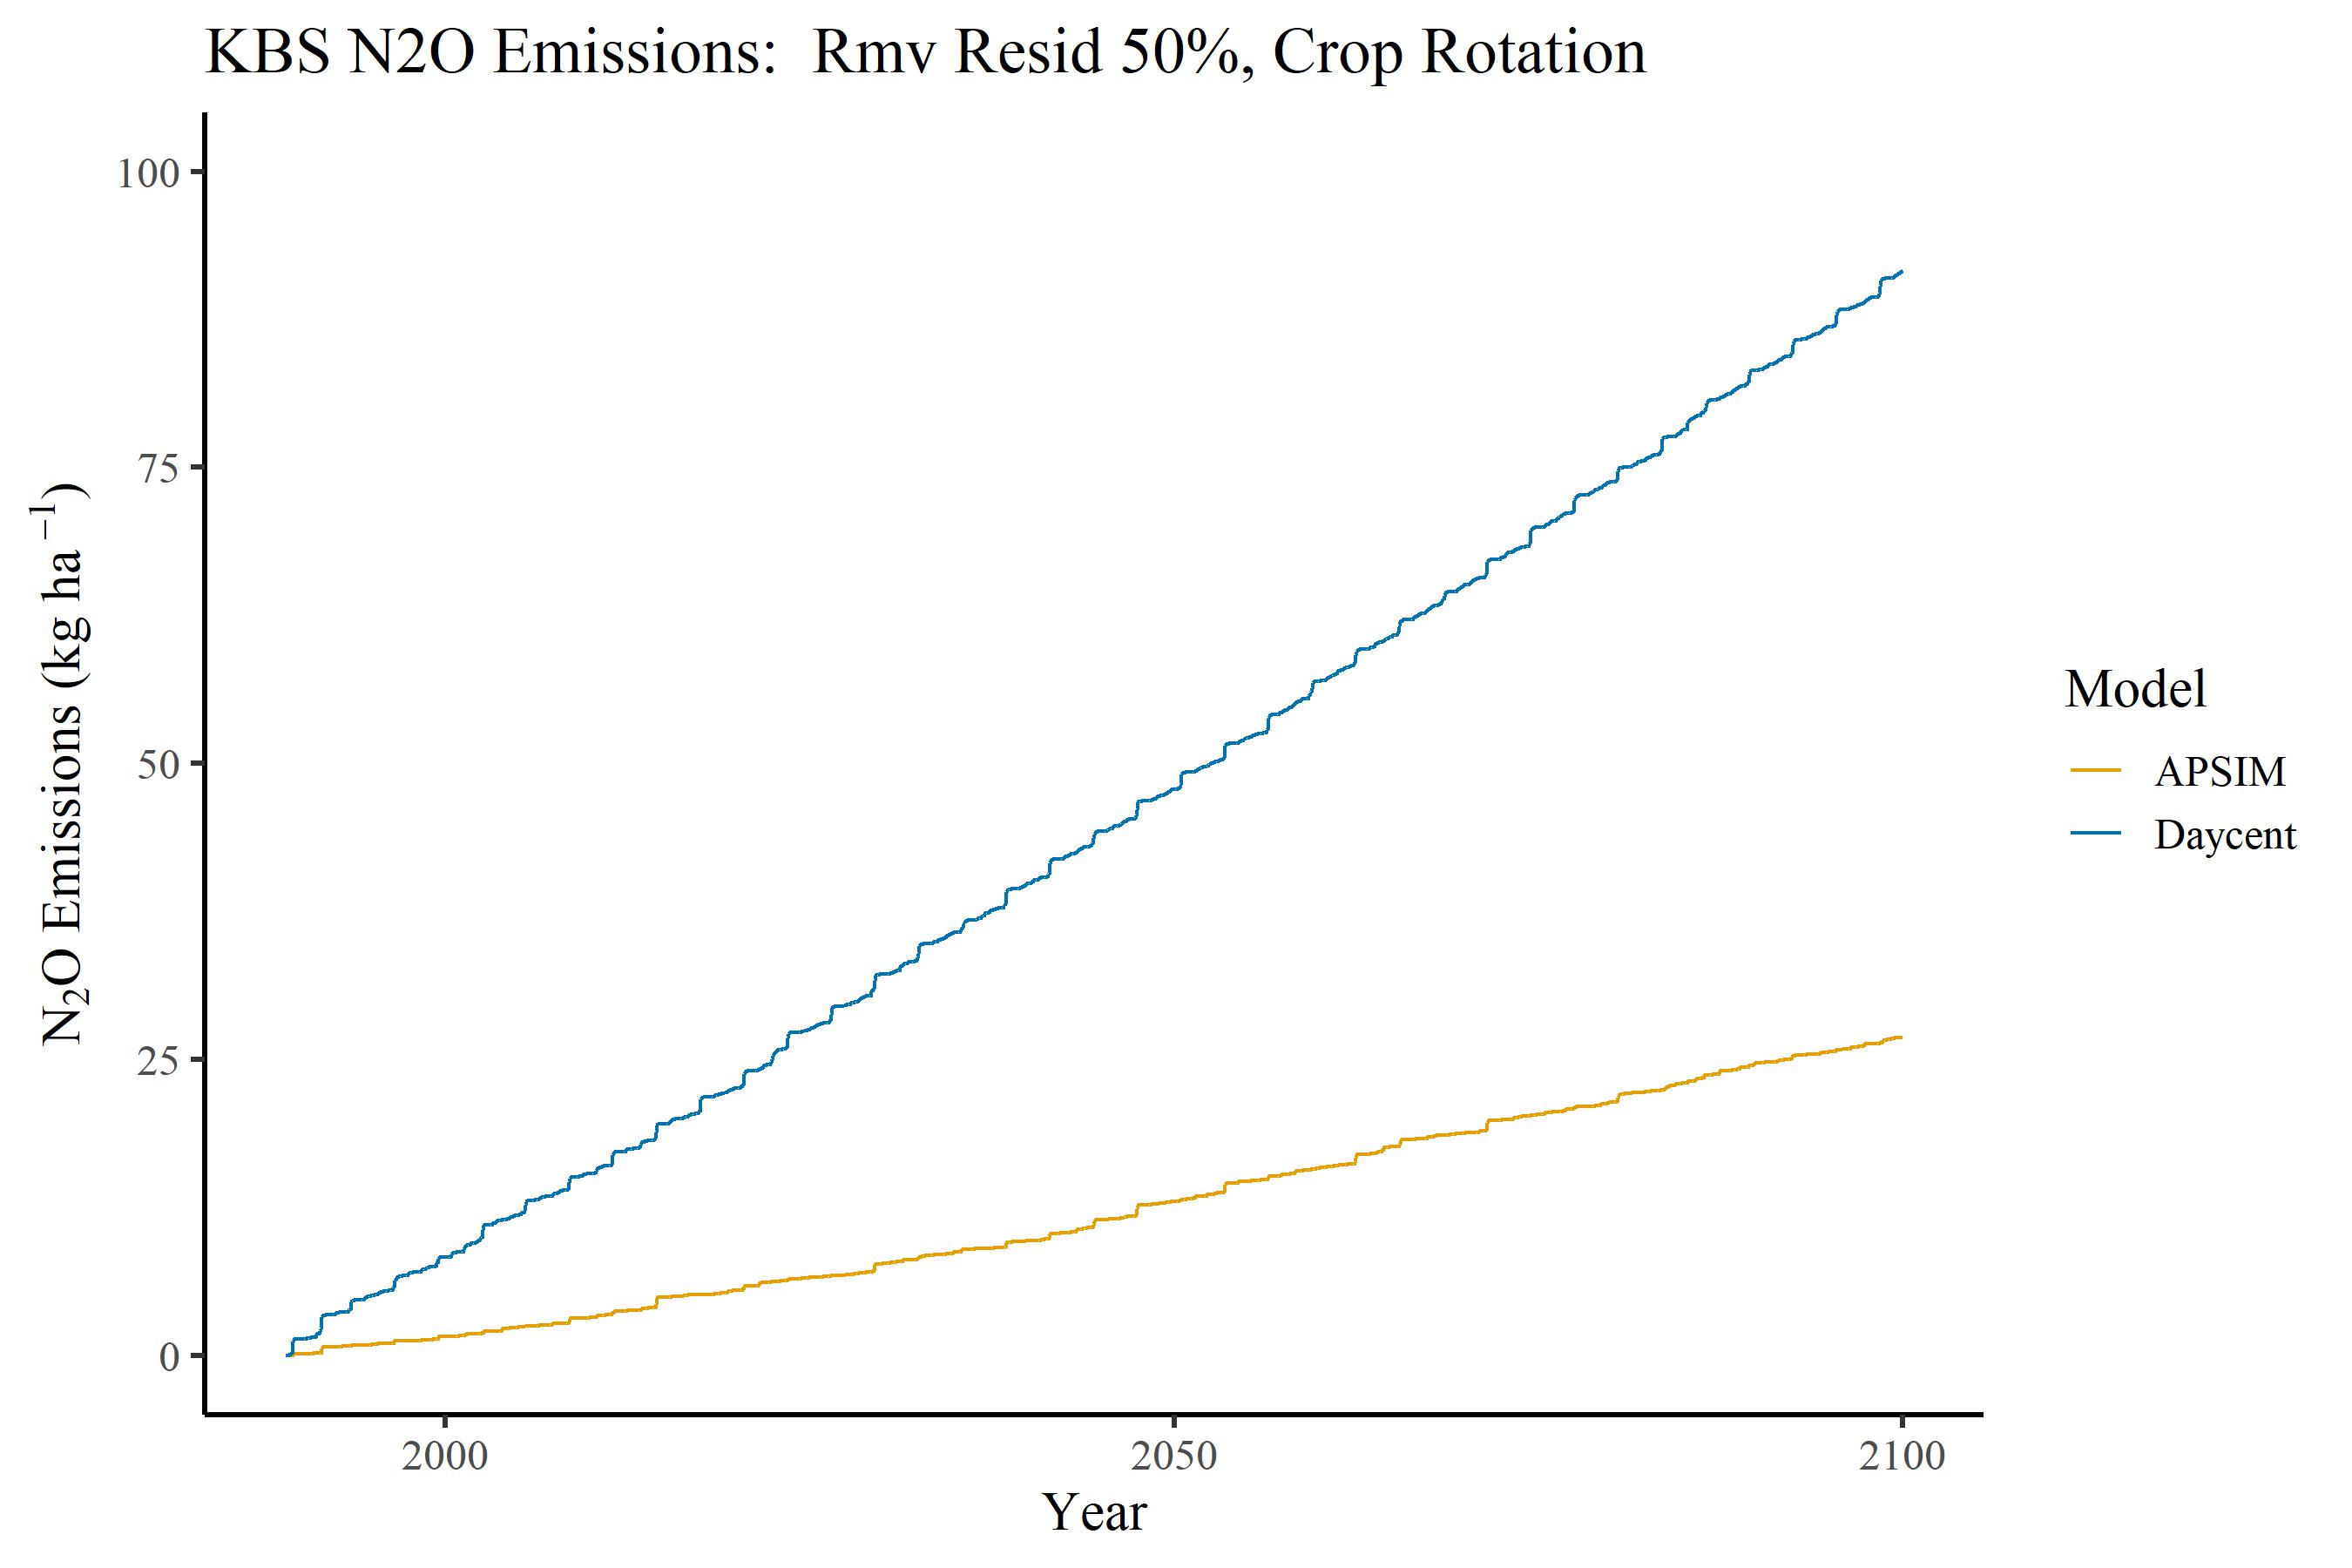 KBS N2O Emissions:  Rmv Resid 50%, Crop Rotation
N₂O Emissions (kg ha⁻¹)
100
75
50
25
0
2000
2050
2100
Year
Model
APSIM
Daycent